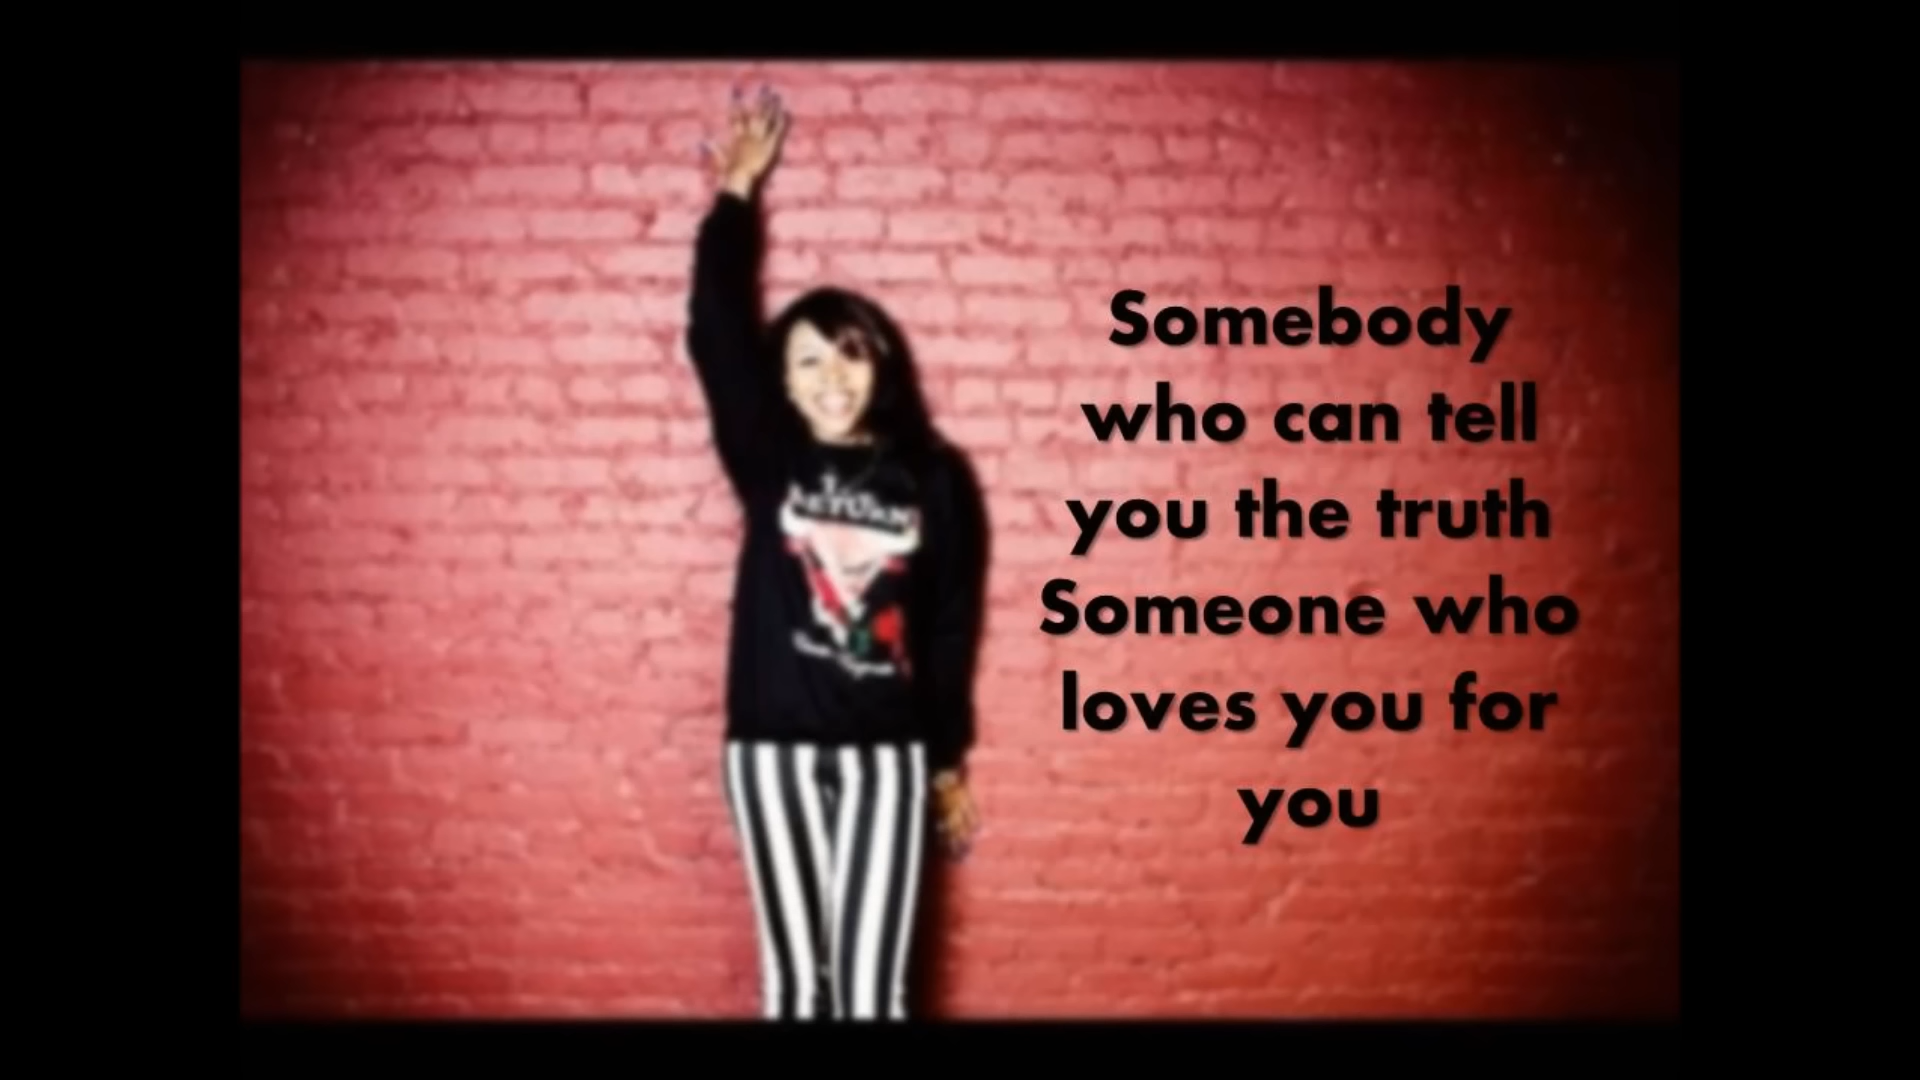 Somebody
who can tell
you the truth
Someone who
loves you for
you